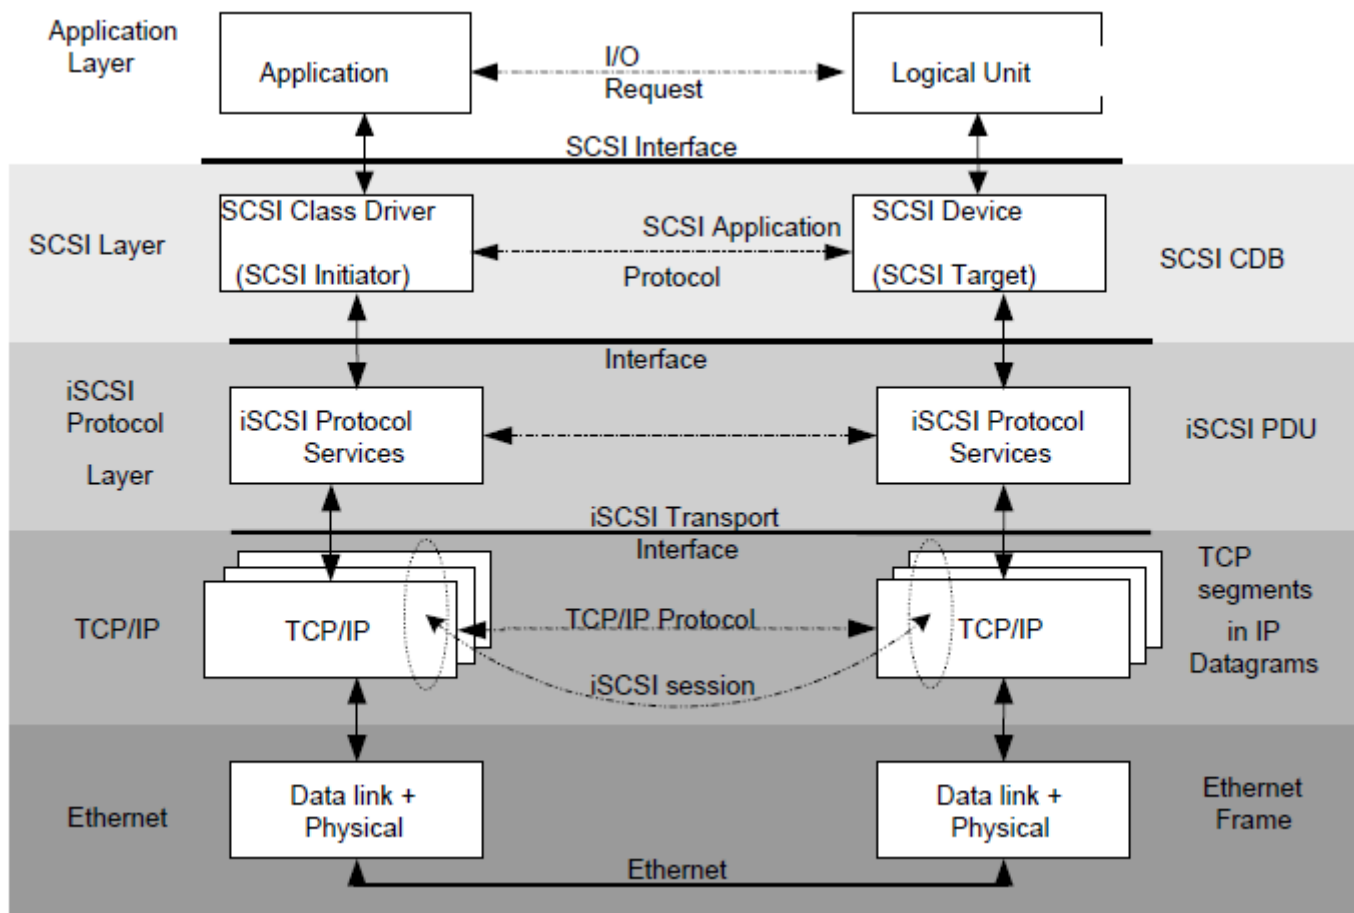 Application
Layer
Application
I/O
Request
Logical Unit
SCSI Interface
SCSI Layer
SCSI Class Driver
(SCSI Initiator)
SCSI Application
Protocol
SCSI Device
(SCSI Target)
SCSI CDB
Interface
iSCSI
Protocol
Layer
iSCSI Protocol
Services
iSCSI Protocol
Services
iSCSI PDU
iSCSI Transport
Interface
TCP/IP
TCP/IP
TCP/IP Protocol
iSCSI session
TCP/IP
TCP
segments
in IP
Datagrams
Ethernet
Data link +
Physical
Data link +
Physical
Ethernet
Frame
Ethernet